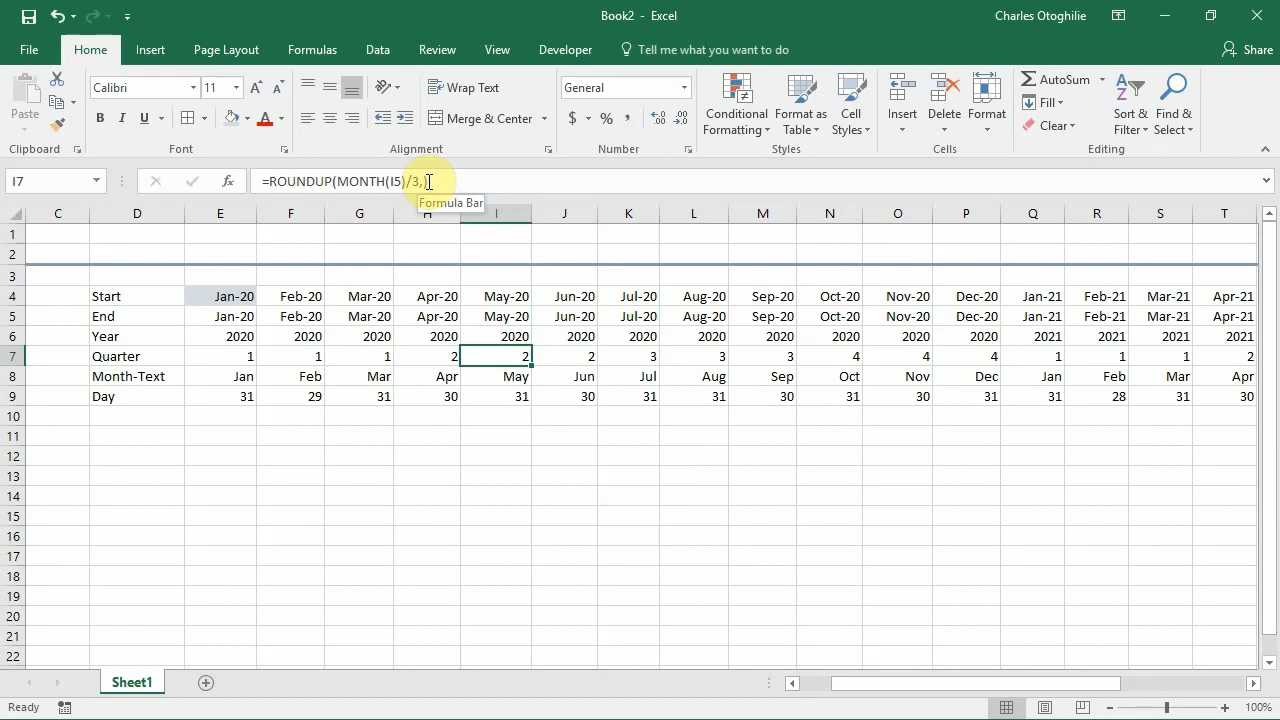 Book2 - Excel
Charles Otoghilie
File Home Insert Page Layout Formulas Data Review View Developer Tell me what you want to do Share
Paste
Clipboard
Calibri 11 A A
B I U A
Font
Wrap Text
Merge & Center
Alignment
General
$ % , .0 .00 .00 .0
Number
Conditional Formatting
Format as Table
Cell Styles
Styles
Insert Delete Format
Cells
AutoSum
Fill
Clear
Sort & Filter
Find & Select
Editing
I7 fx =ROUNDUP(MONTH(I5)/3,)
Formula Bar
C D E F G H I J K L M N O P Q R S T
1
2
3
4 Start Jan-20 Feb-20 Mar-20 Apr-20 May-20 Jun-20 Jul-20 Aug-20 Sep-20 Oct-20 Nov-20 Dec-20 Jan-21 Feb-21 Mar-21 Apr-21
5 End Jan-20 Feb-20 Mar-20 Apr-20 May-20 Jun-20 Jul-20 Aug-20 Sep-20 Oct-20 Nov-20 Dec-20 Jan-21 Feb-21 Mar-21 Apr-21
6 Year 2020 2020 2020 2020 2020 2020 2020 2020 2020 2020 2020 2020 2021 2021 2021 2021
7 Quarter 1 1 1 2 2 2 3 3 3 4 4 4 1 1 1 2
8 Month-Text Jan Feb Mar Apr May Jun Jul Aug Sep Oct Nov Dec Jan Feb Mar Apr
9 Day 31 29 31 30 31 30 31 31 30 31 30 31 31 28 31 30
10
11
12
13
14
15
16
17
18
19
20
21
22
Sheet1
Ready
100%